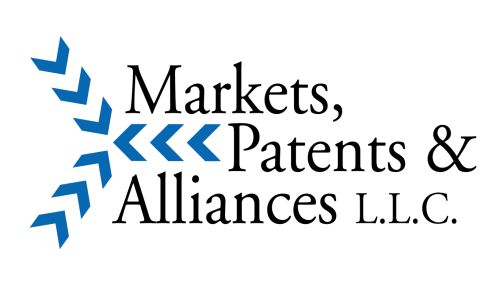 Markets,
Patents &
Alliances L.L.C.